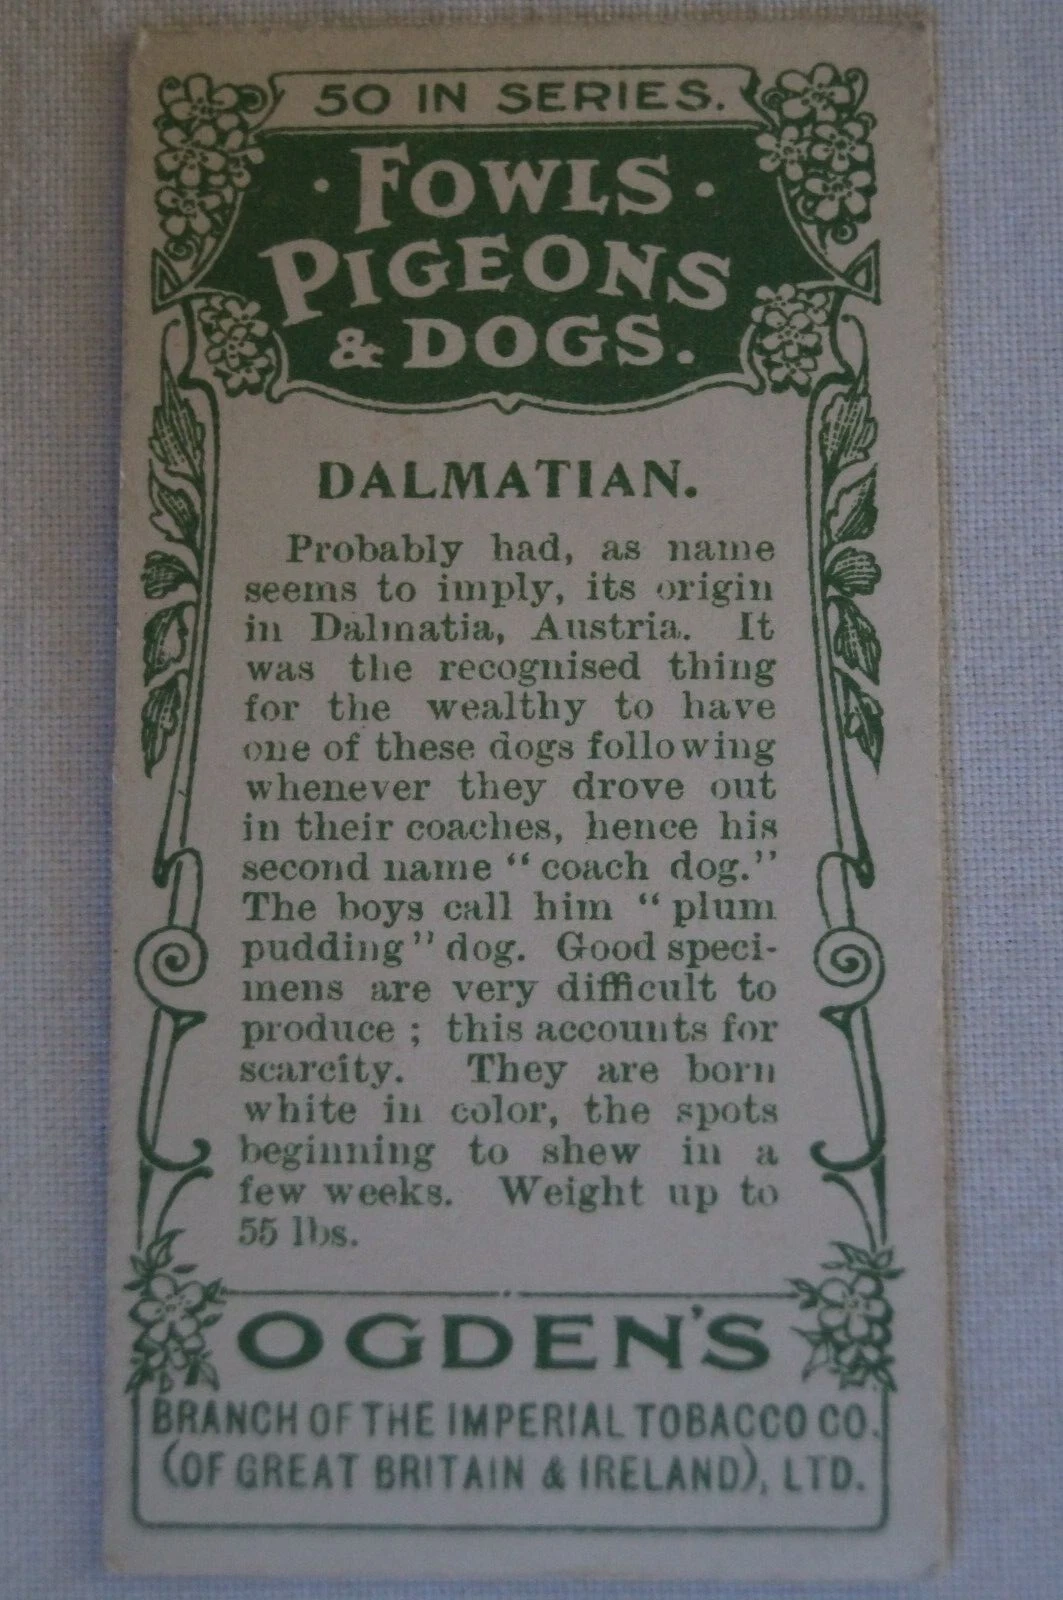 50 IN SERIES.
· FOWLS ·
PIGEONS
& DOGS.
DALMATIAN.
Probably had, as name
seems to imply, its origin
in Dalmatia, Austria. It
was the recognised thing
for the wealthy to have
one of these dogs following
whenever they drove out
in their coaches, hence his
second name “ coach dog.”
The boys call him “ plum
pudding ” dog. Good speci-
mens are very difficult to
produce ; this accounts for
scarcity. They are born
white in color, the spots
beginning to shew in a
few weeks. Weight up to
55 lbs.
OGDEN'S
BRANCH OF THE IMPERIAL TOBACCO CO.
(OF GREAT BRITAIN & IRELAND), LTD.